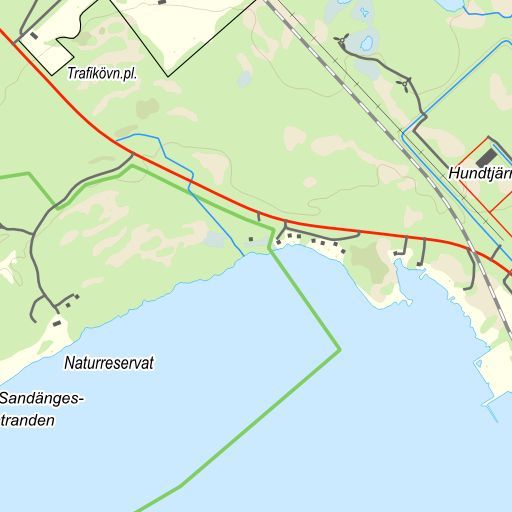 Trafikövn.pl.
Hundtjärn
Naturreservat
Sandänges-
tranden